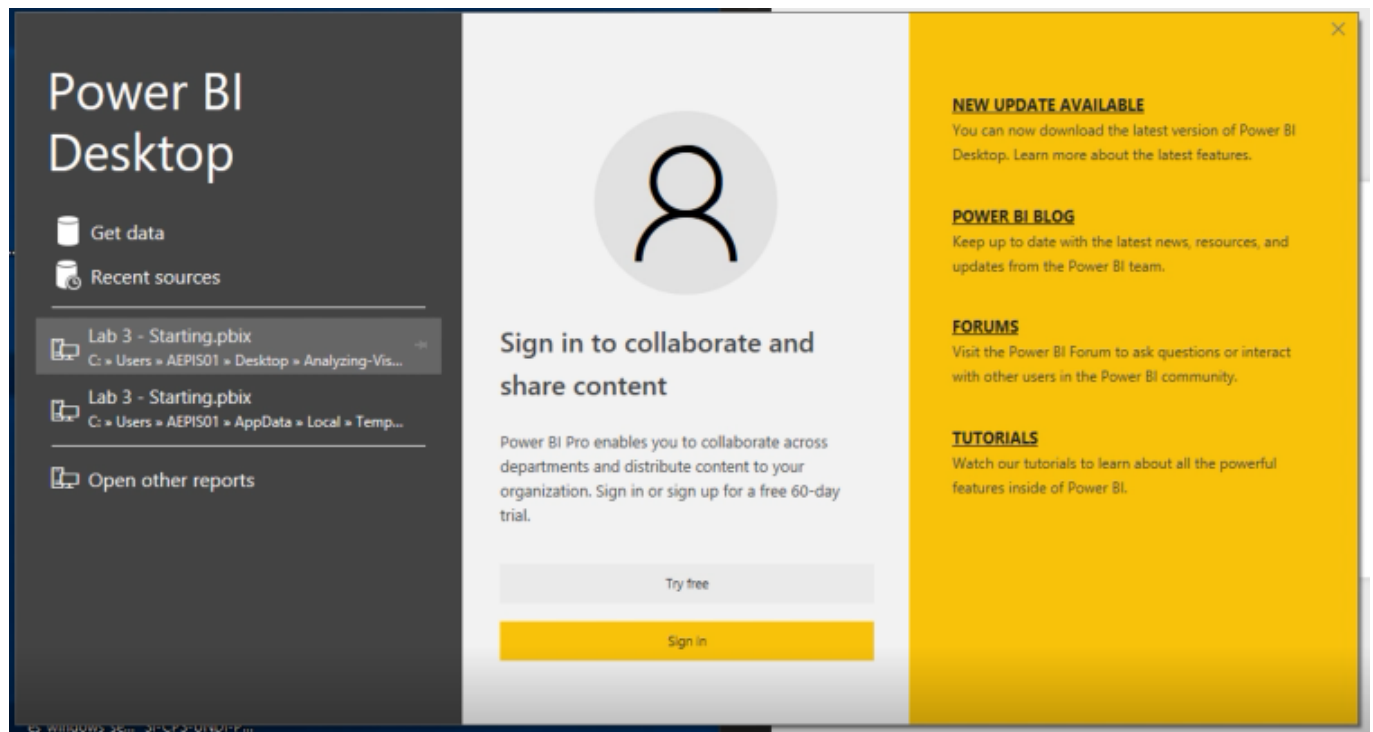 Power BI
Desktop
Get data
Recent sources
Lab 3 - Starting.pbix
C: » Users » AEPIS01 » Desktop » Analyzing-Vis...
Lab 3 - Starting.pbix
C: » Users » AEPIS01 » AppData » Local » Temp...
Open other reports
Sign in to collaborate and
share content
Power BI Pro enables you to collaborate across
departments and distribute content to your
organization. Sign in or sign up for a free 60-day
trial.
Try free
Sign in
NEW UPDATE AVAILABLE
You can now download the latest version of Power BI
Desktop. Learn more about the latest features.
POWER BI BLOG
Keep up to date with the latest news, resources, and
updates from the Power BI team.
FORUMS
Visit the Power BI Forum to ask questions or interact
with other users in the Power BI community.
TUTORIALS
Watch our tutorials to learn about all the powerful
features inside of Power BI.